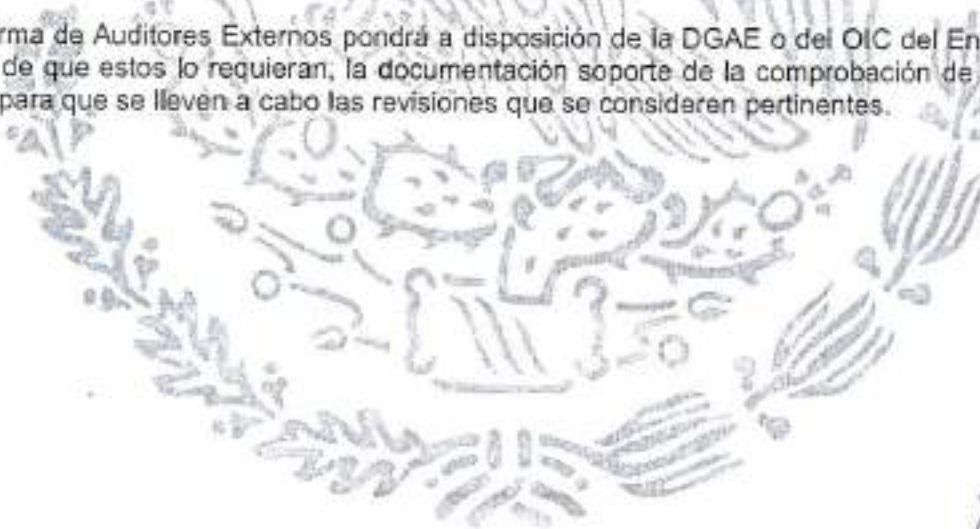 rma de Auditores Externos pondrá a disposición de la DGAE o del OIC del En
de que estos lo requieran, la documentación soporte de la comprobación de
para que se lleven a cabo las revisiones que se consideren pertinentes.